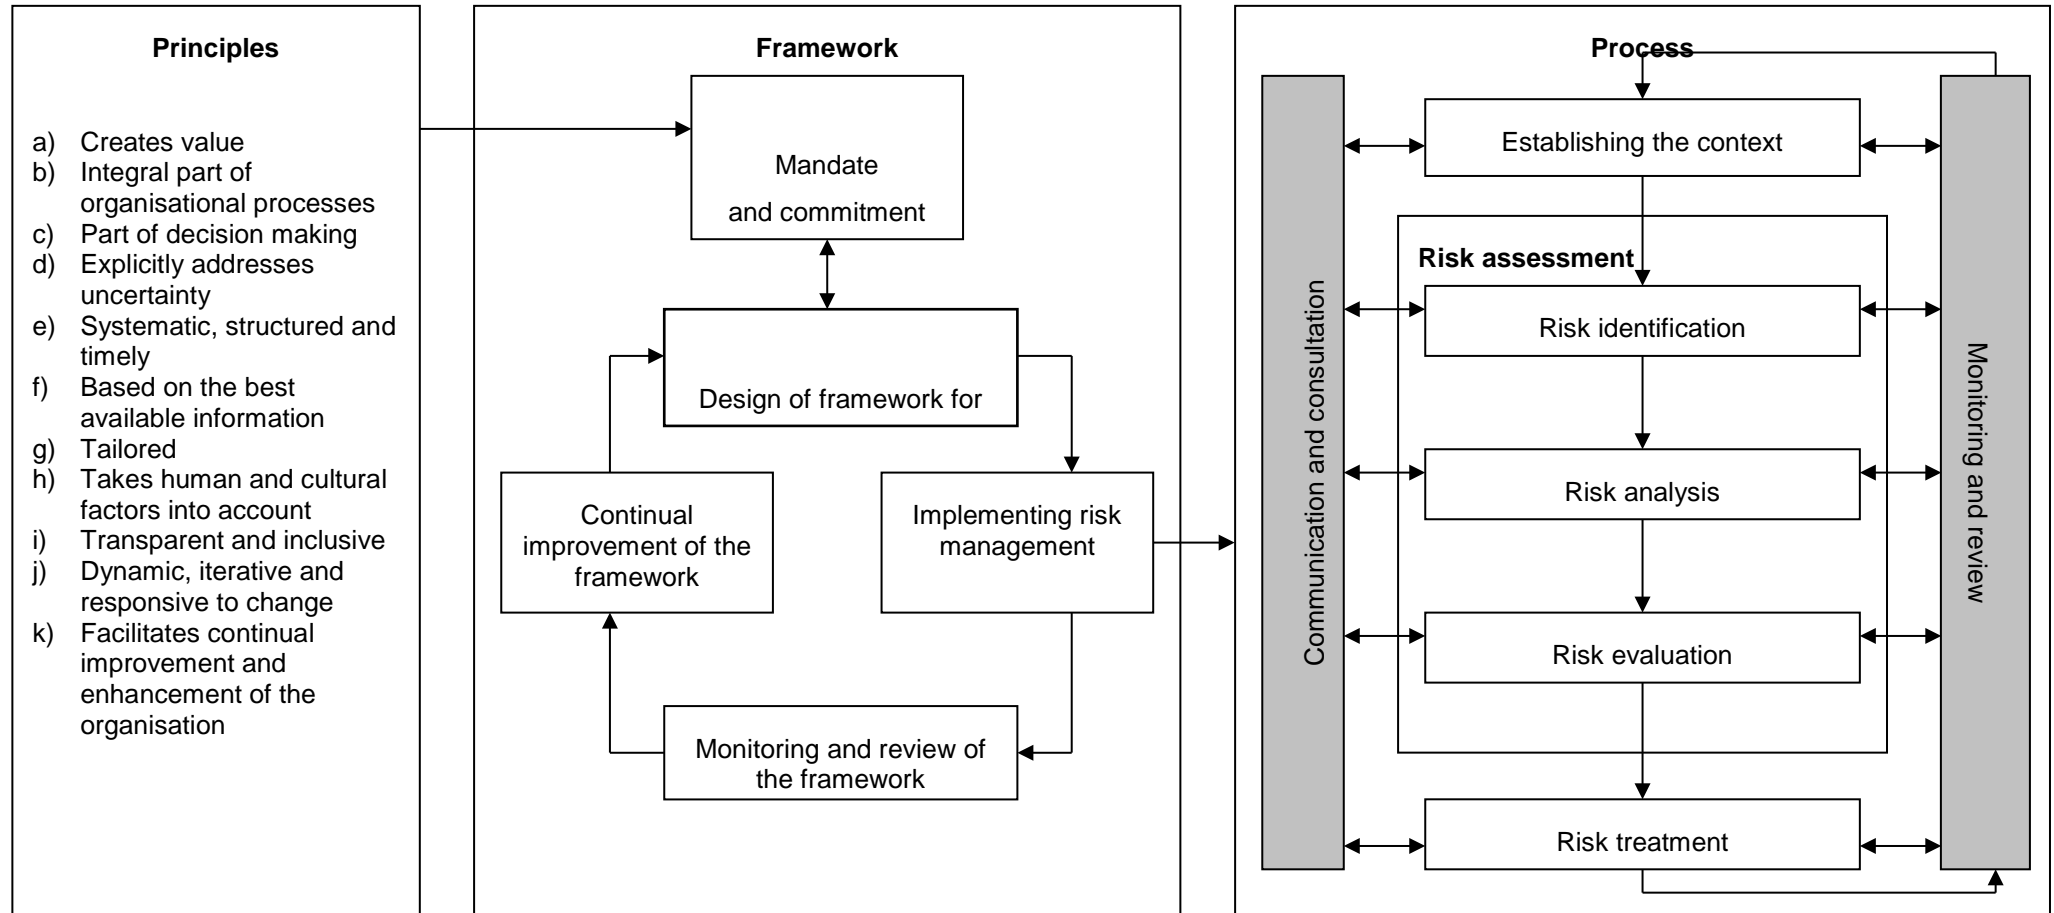 Principles
a) Creates value
b) Integral part of
organisational processes
c) Part of decision making
d) Explicitly addresses
uncertainty
e) Systematic, structured and
timely
f) Based on the best
available information
g) Tailored
h) Takes human and cultural
factors into account
i) Transparent and inclusive
j) Dynamic, iterative and
responsive to change
k) Facilitates continual
improvement and
enhancement of the
organisation
Framework
Mandate
and commitment
Design of framework for
Continual
improvement of the
framework
Implementing risk
management
Monitoring and review of
the framework
Process
Communication and consultation
Establishing the context
Risk assessment
Risk identification
Risk analysis
Risk evaluation
Risk treatment
Monitoring and review